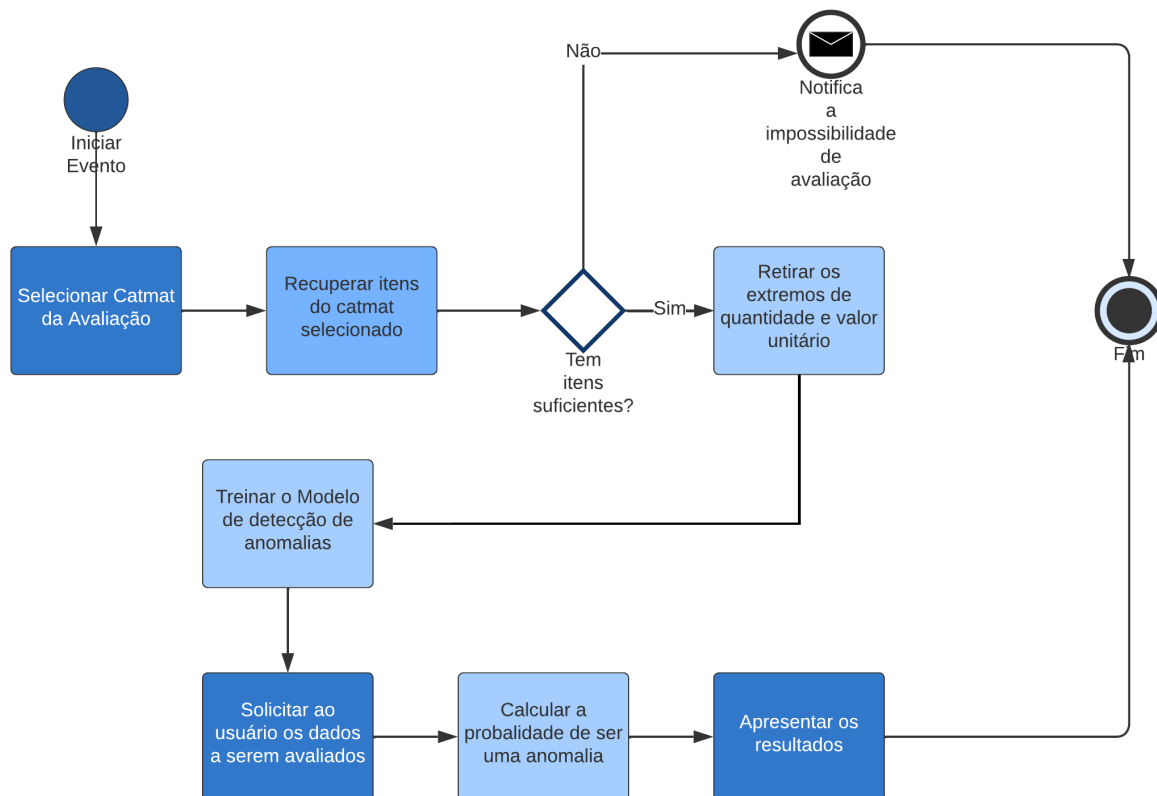 Não
Iniciar
Evento
Notifica
a
impossibilidade
de
avaliação
Selecionar Catmat
da Avaliação
Recuperar itens
do catmat
selecionado
Tem
itens
suficientes?
Sim
Retirar os
extremos de
quantidade e valor
unitário
Fim
Treinar o Modelo
de detecção de
anomalias
Solicitar ao
usuário os dados
a serem avaliados
Calcular a
probalidade de ser
uma anomalia
Apresentar os
resultados